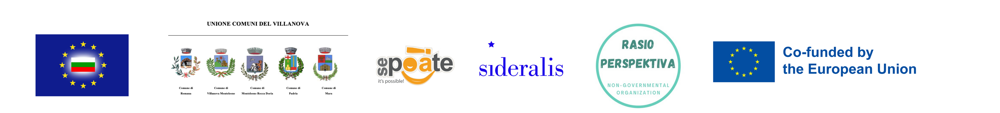 UNIONE COMUNI DEL VILLANOVA
Comune di
Romana
Comune di
Villanova Monteleone
Comune di
Monteleone Rocca Doria
Comune di
Padria
Comune di
Mara
se poate
it's possible!
sideralis
RASIO
PERSPEKTIVA
NON-GOVERNMENTAL
ORGANIZATION
Co-funded by
the European Union